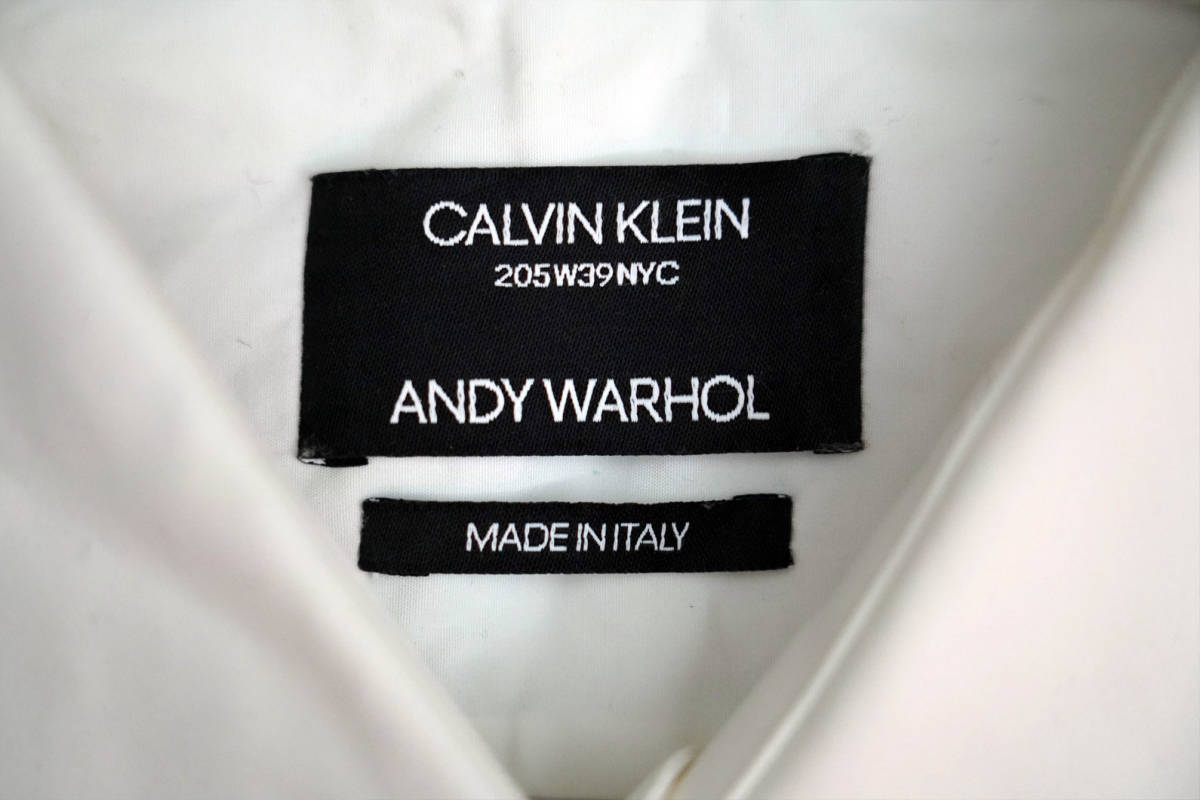 CALVIN KLEIN
205W39NYC
ANDY WARHOL
MADE IN ITALY